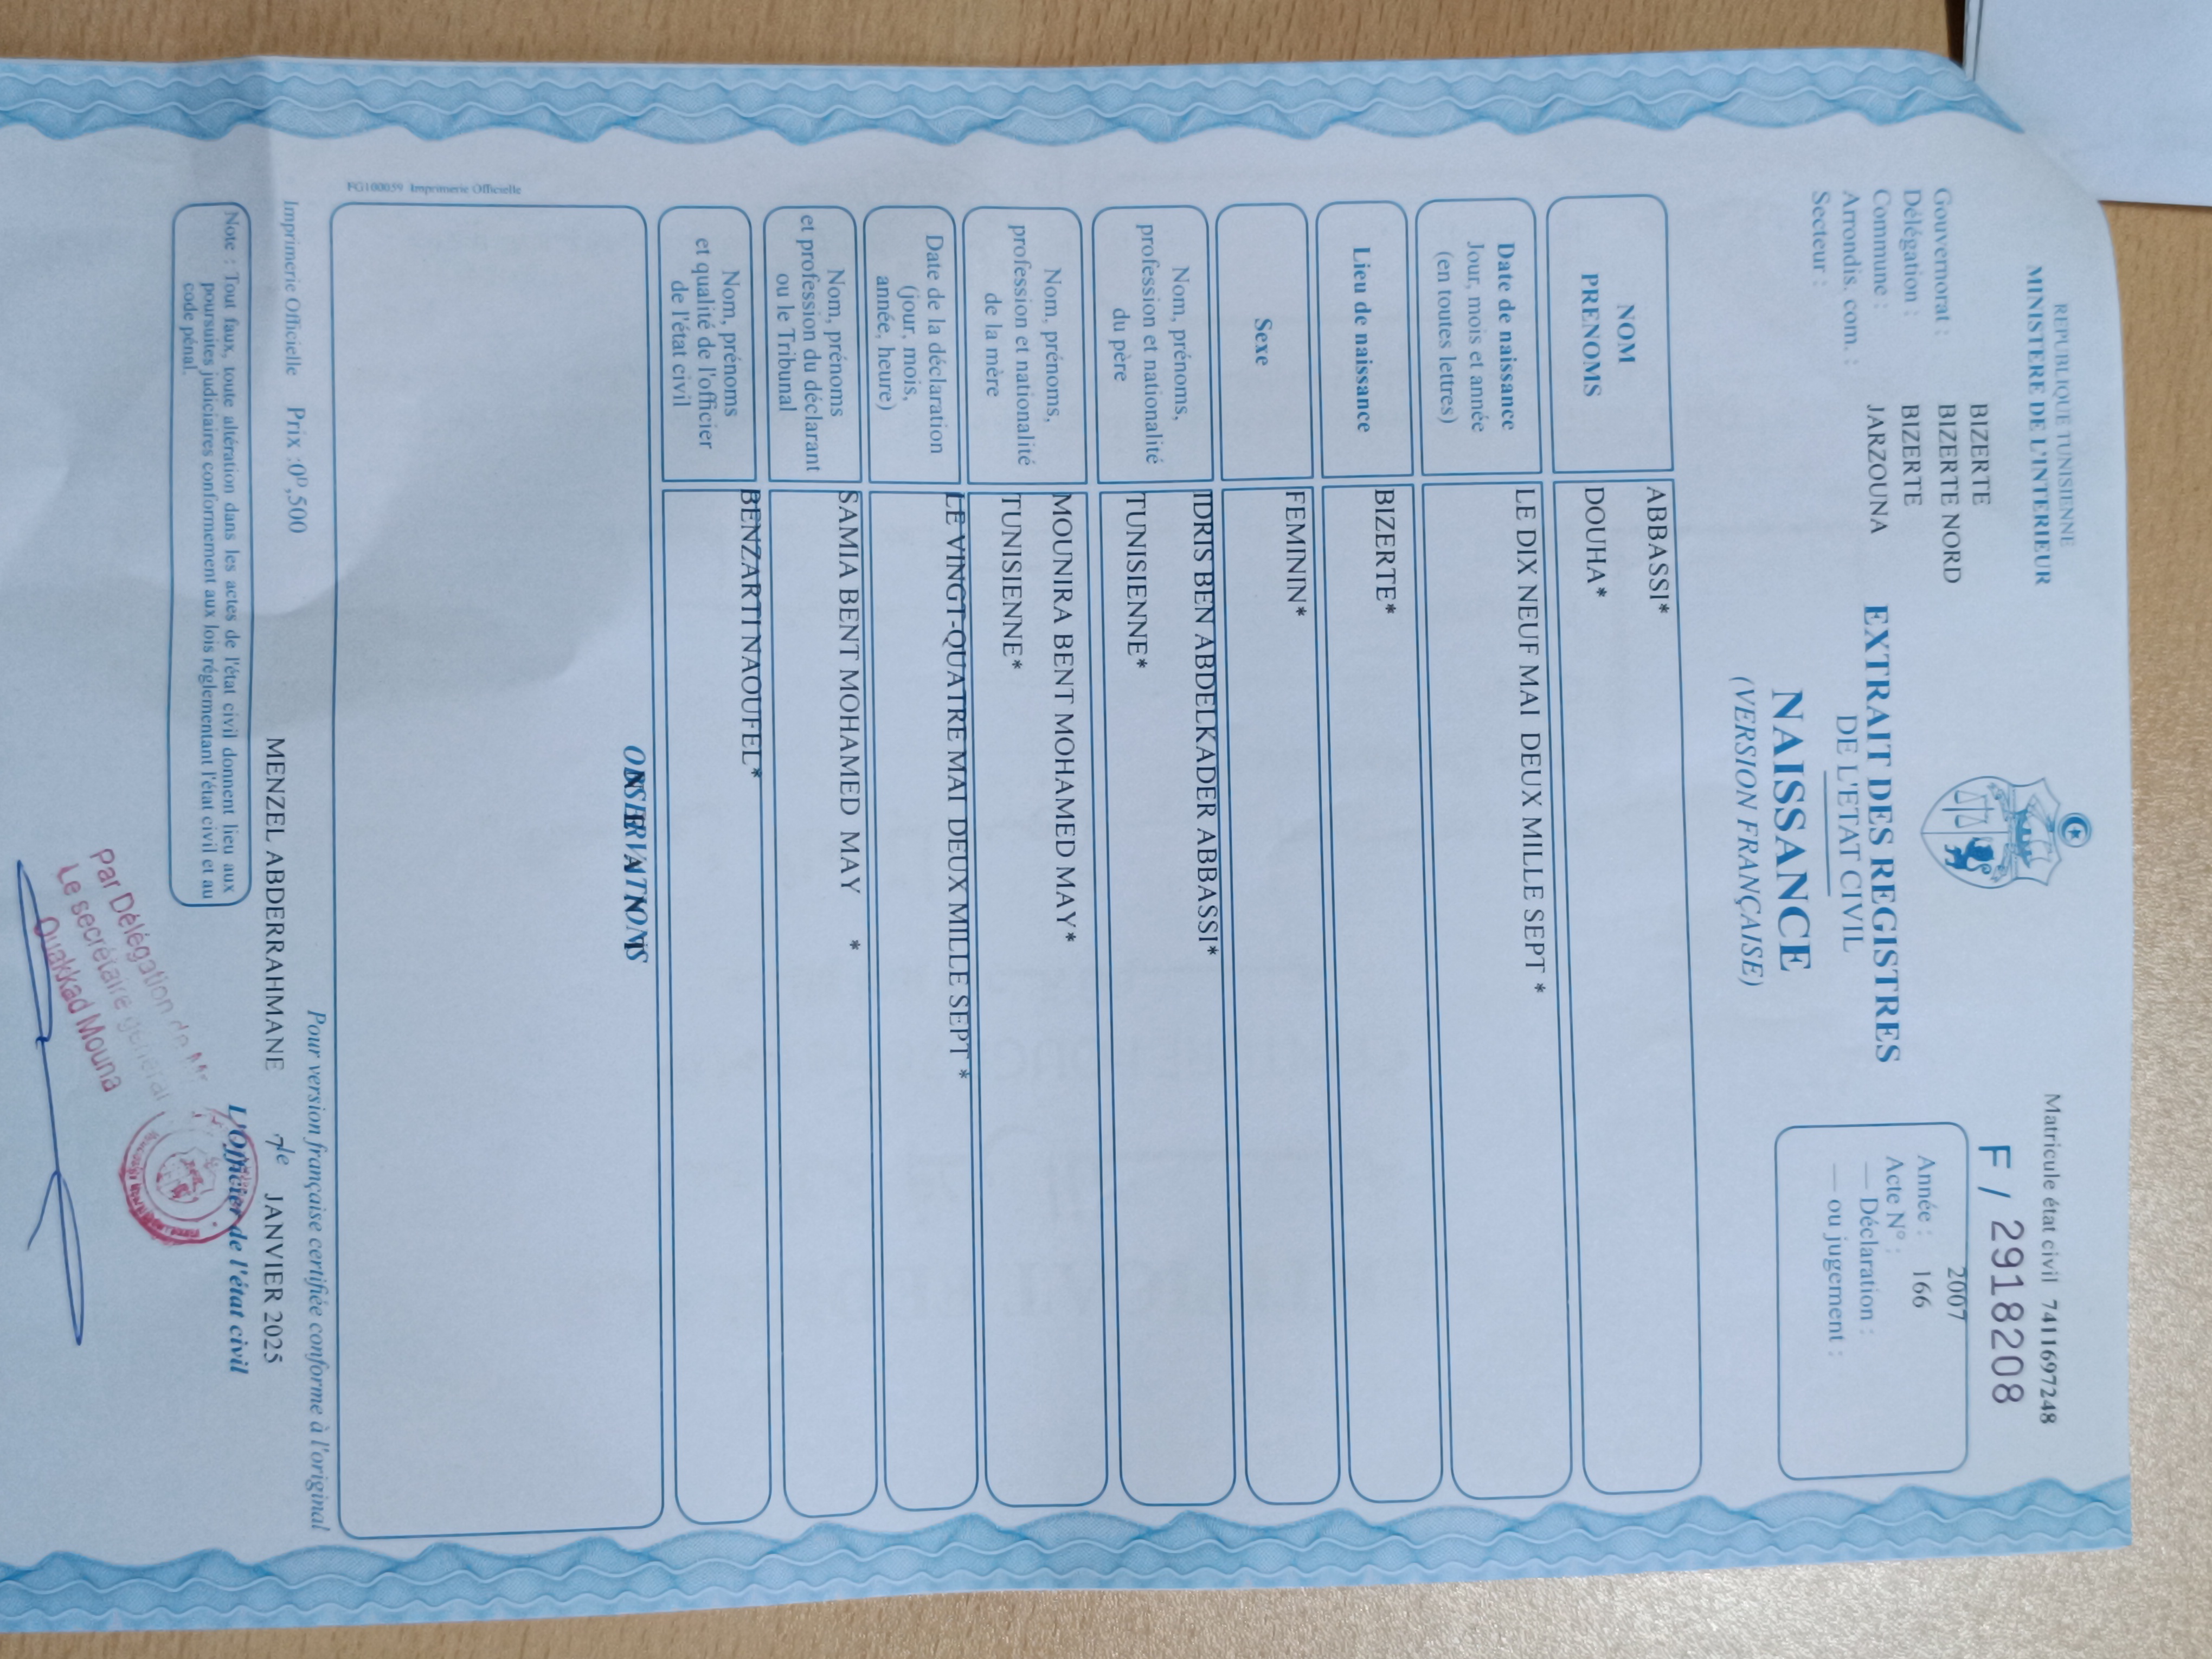 REPUBLIQUE TUNISIENNE
MINISTERE DE L'INTERIEUR
Matricule état civil 7411697248
F / 2918208
Gouvernorat : BIZERTE
Délégation : BIZERTE NORD
Commune : BIZERTE
Arrondis. com. : JARZOUNA
Secteur :
EXTRAIT DES REGISTRES
DE L'ETAT CIVIL
NAISSANCE
(VERSION FRANÇAISE)
Année : 2007
Acte N° : 166
— Déclaration :
— ou jugement :
NOM ABBASSI*
PRENOMS DOUHA*
Date de naissance
Jour, mois et année
(en toutes lettres)
LE DIX NEUF MAI DEUX MILLE SEPT *
Lieu de naissance BIZERTE*
Sexe FEMININ*
Nom, prénoms,
profession et nationalité
du père
IDRIS BEN ABDELKADER ABBASSI*
TUNISIENNE*
Nom, prénoms,
profession et nationalité
de la mère
MOUNIRA BENT MOHAMED MAY*
TUNISIENNE*
Date de la déclaration
(jour, mois,
année, heure)
LE VINGT-QUATRE MAI DEUX MILLE SEPT *
Nom, prénoms
et profession du déclarant
ou le Tribunal
SAMIA BENT MOHAMED MAY *
Nom, prénoms
et qualité de l'officier
de l'état civil
BENZARTI NAOUFEL*
OBSERVATIONS
FG100059 Imprimerie Officielle
Pour version française certifiée conforme à l'original
Imprimerie Officielle Prix :0D,500
MENZEL ABDERRAHMANE 7le JANVIER 2025
L'Officier de l'état civil
Note : Tout faux, toute altération dans les actes de l'état civil donnent lieu aux
poursuites judiciaires conformement aux lois réglementant l'état civil et au
code pénal.
Par Délégation de Mr
Le secrétaire général
Ouakkad Mouna